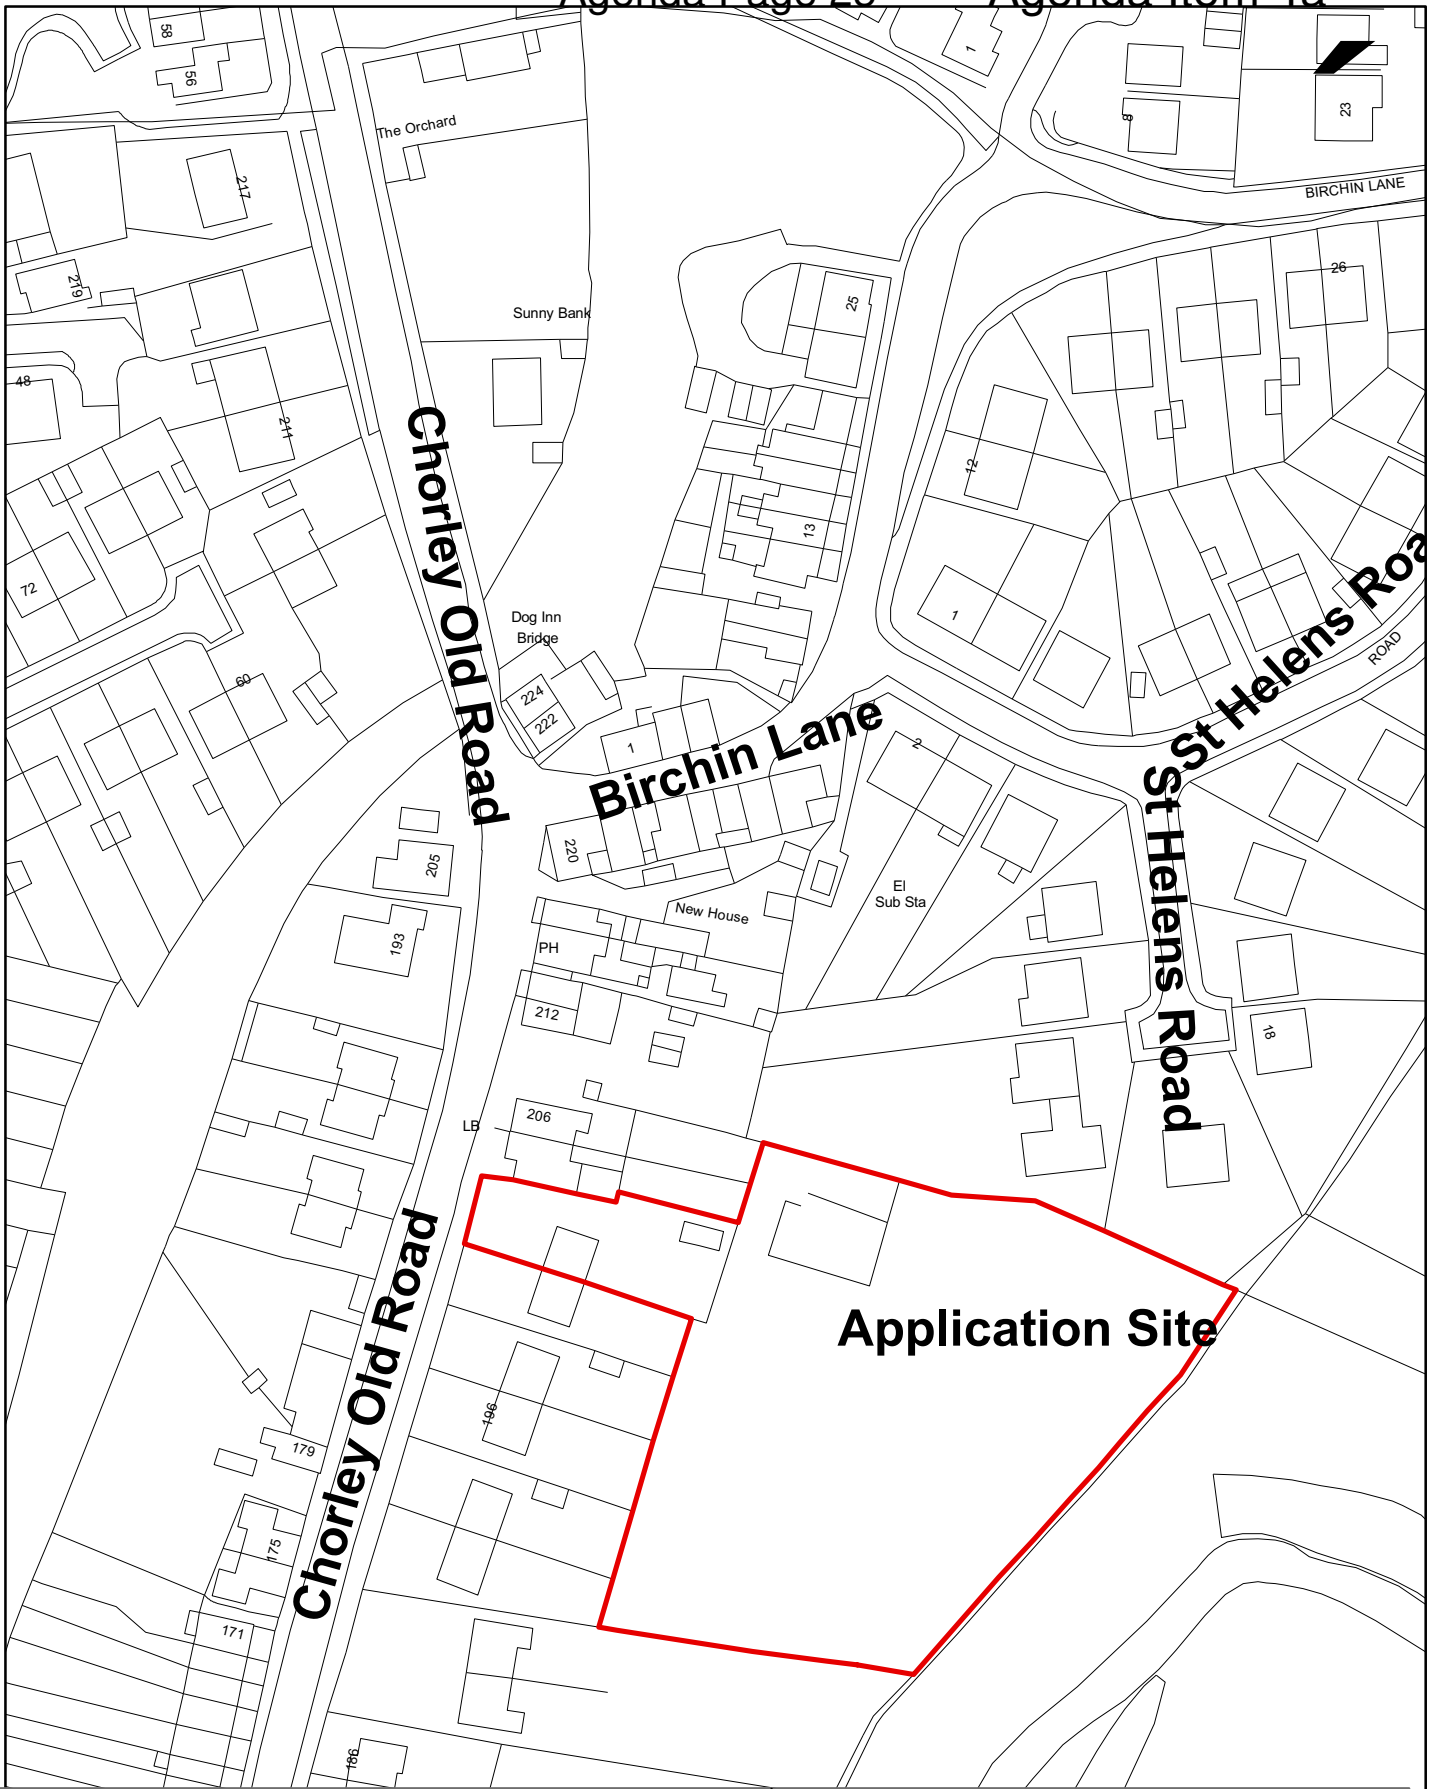 Agenda Page 23 Agenda Item 4a
58
56
1
8
23
The Orchard
BIRCHIN LANE
217
219
26
25
Sunny Bank
48
211
Chorley Old Road
12
13
72
1
Dog Inn
Bridge
St Helens Roa
ROAD
60
224
222
1
Birchin Lane
2
205
220
El
Sub Sta
St Helens Road
New House
193
PH
212
18
206
LB
Application Site
Chorley Old Road
196
179
175
171
186